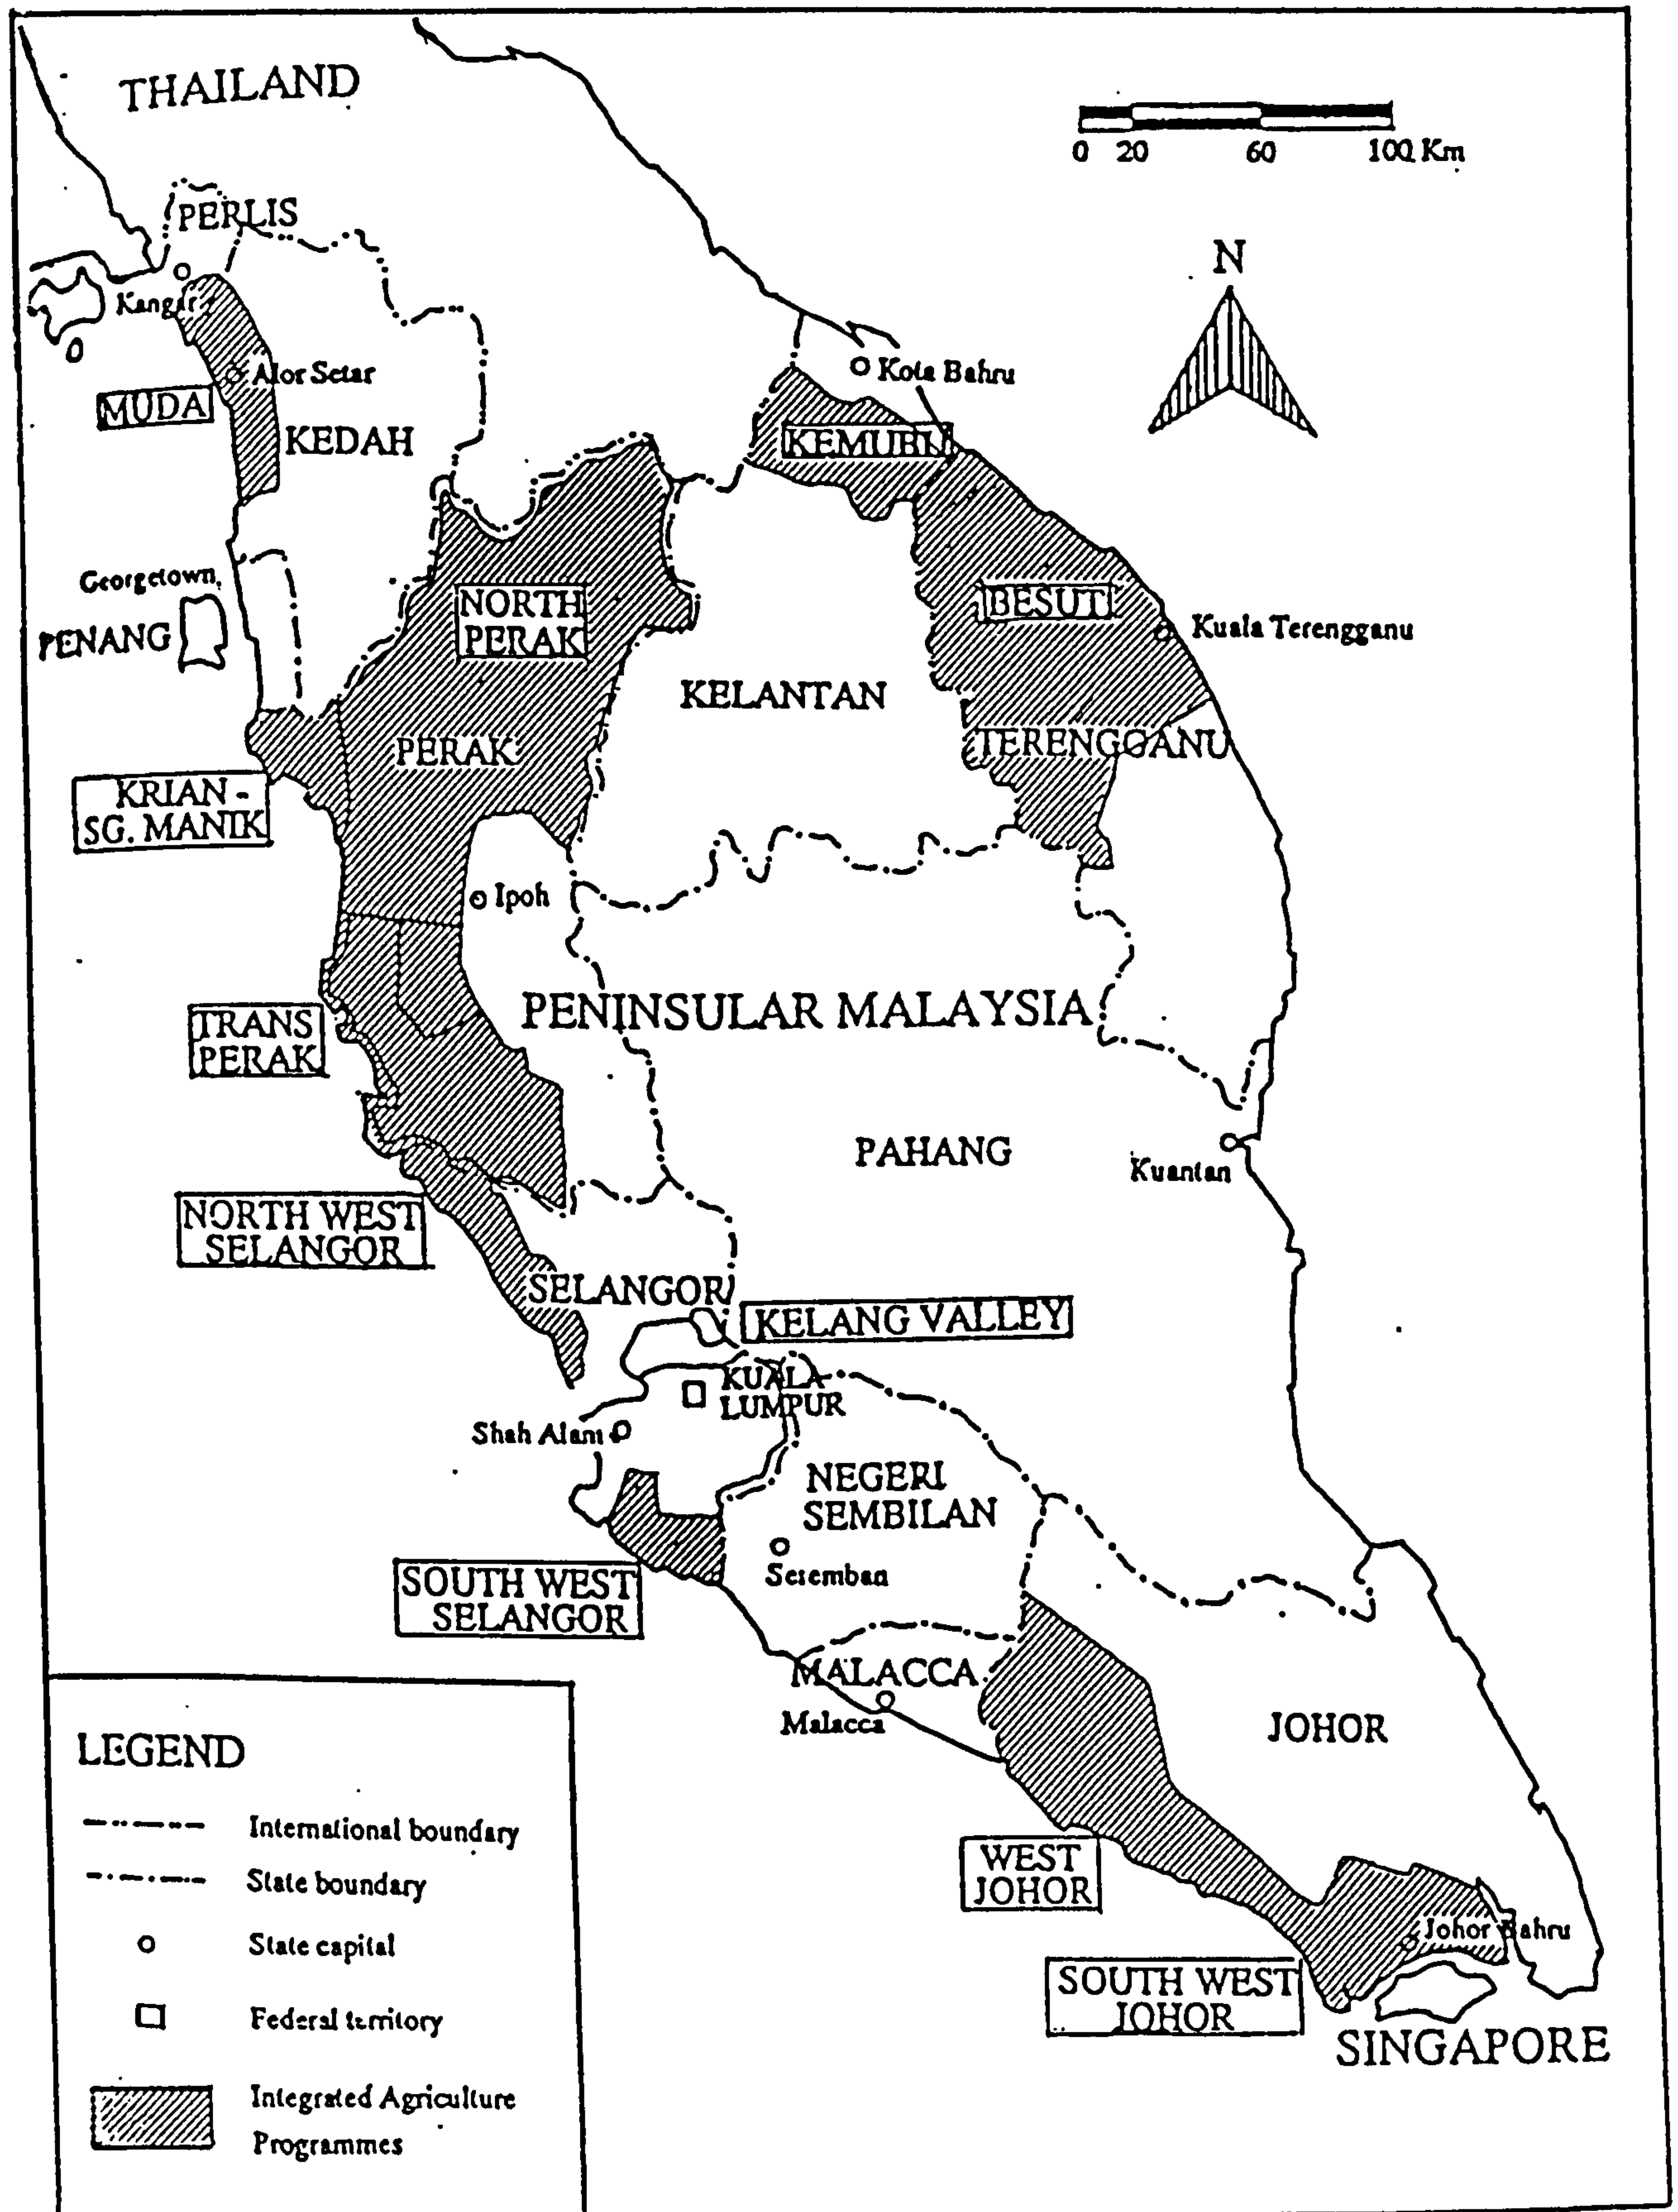 THAILAND
0 20 60 100 Km
PERLIS
N
Kangar
Kota Bahru
Alor Setar
MUDA
KEDAH
KEMUBU
Georgetown
PENANG
NORTH
PERAK
BESUT
Kuala Terengganu
KELANTAN
PERAK
TERENGGANU
KRIAN -
SG. MANIK
Ipoh
PENINSULAR MALAYSIA
TRANS
PERAK
PAHANG
Kuantan
NORTH WEST
SELANGOR
SELANGOR
KELANG VALLEY
KUALA
LUMPUR
Shah Alam
NEGERI
SEMBILAN
Seremban
SOUTH WEST
SELANGOR
MALACCA
Malacca
JOHOR
WEST
JOHOR
Johor Bahru
SOUTH WEST
JOHOR
SINGAPORE
LEGEND
International boundary
State boundary
State capital
Federal territory
Integrated Agriculture
Programmes